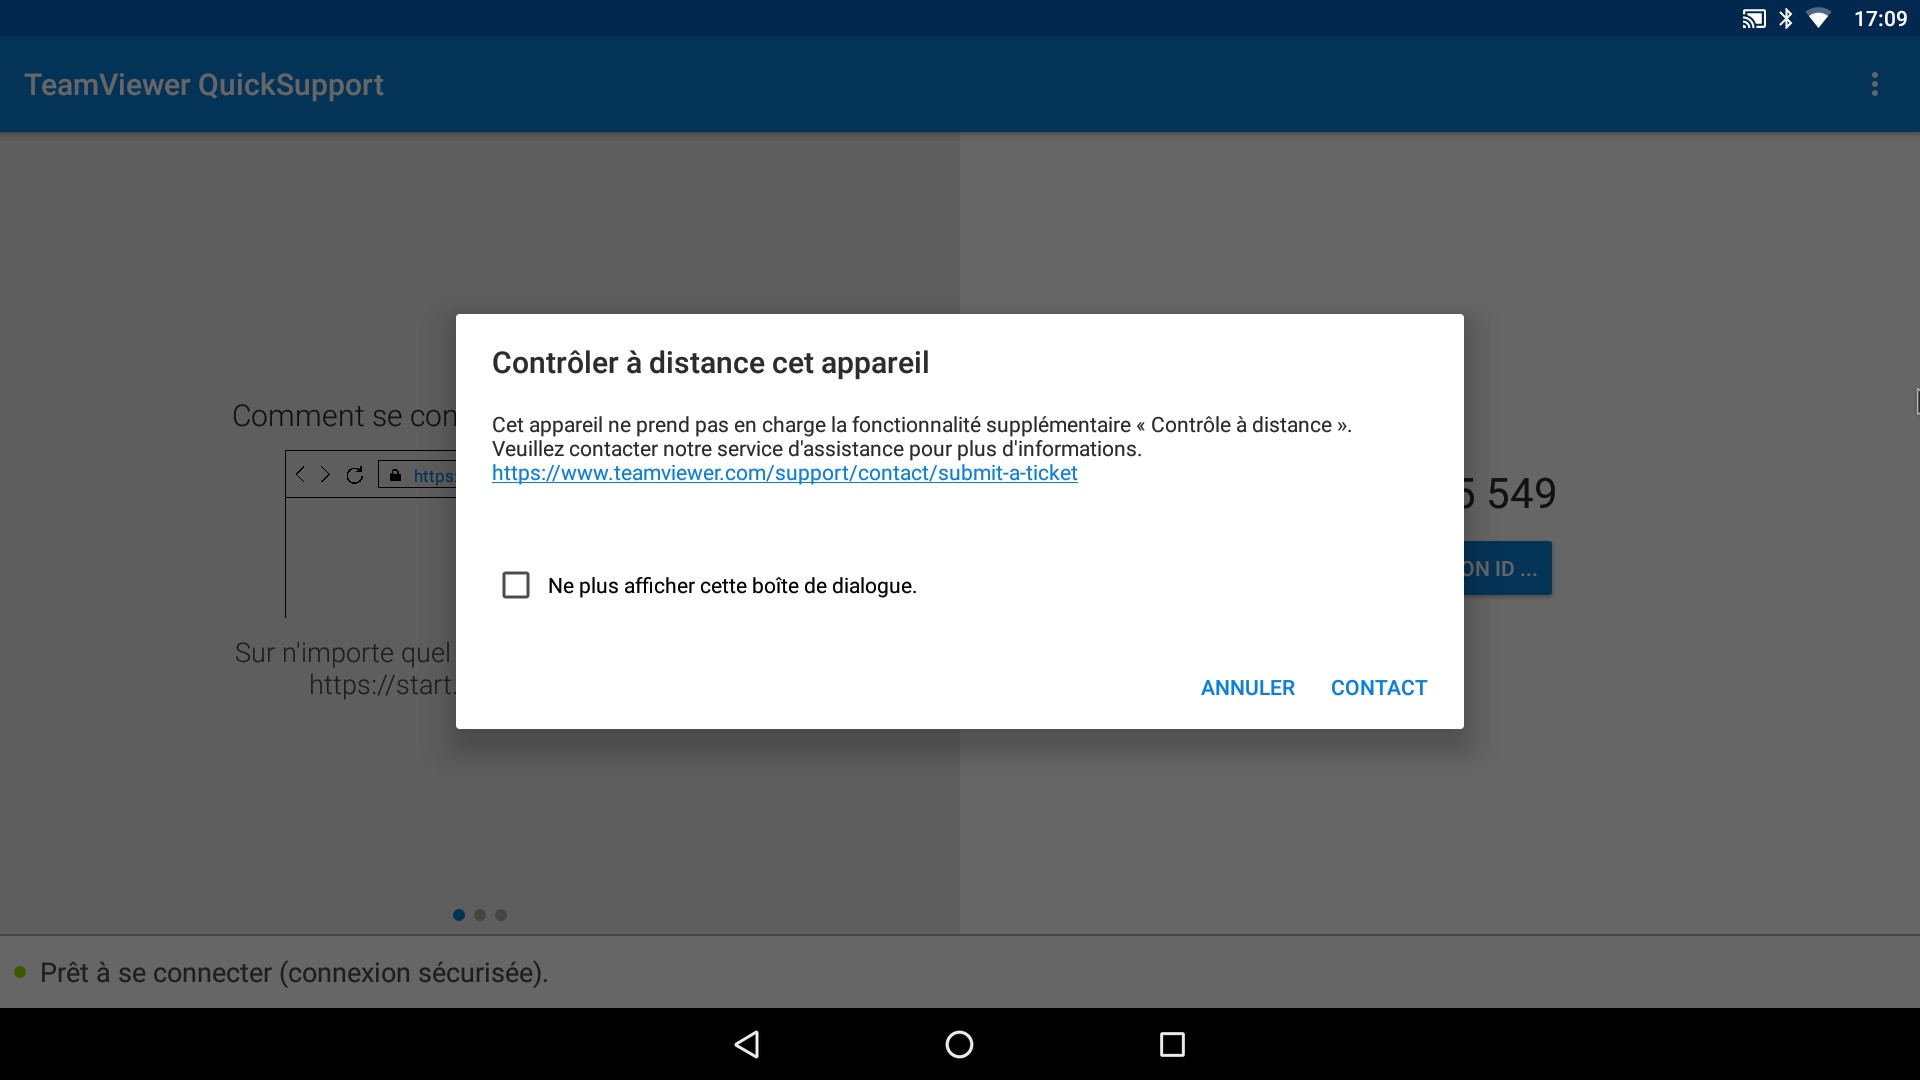 17:09
TeamViewer QuickSupport
Contrôler à distance cet appareil
Cet appareil ne prend pas en charge la fonctionnalité supplémentaire « Contrôle à distance ».
Veuillez contacter notre service d'assistance pour plus d'informations.
https://www.teamviewer.com/support/contact/submit-a-ticket
Ne plus afficher cette boîte de dialogue.
ANNULER CONTACT
Comment se con
https:
Sur n'importe quel
https://start.
5 549
ON ID ...
Prêt à se connecter (connexion sécurisée).